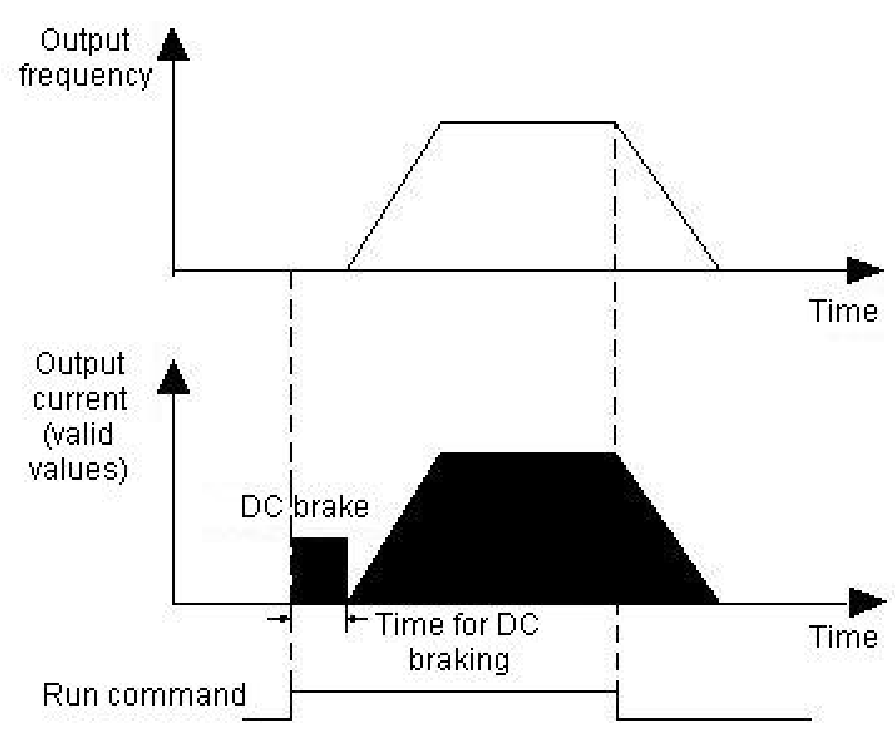 Output
frequency
Time
Output
current
(valid
values)
DC brake
Time for DC
braking
Time
Run command